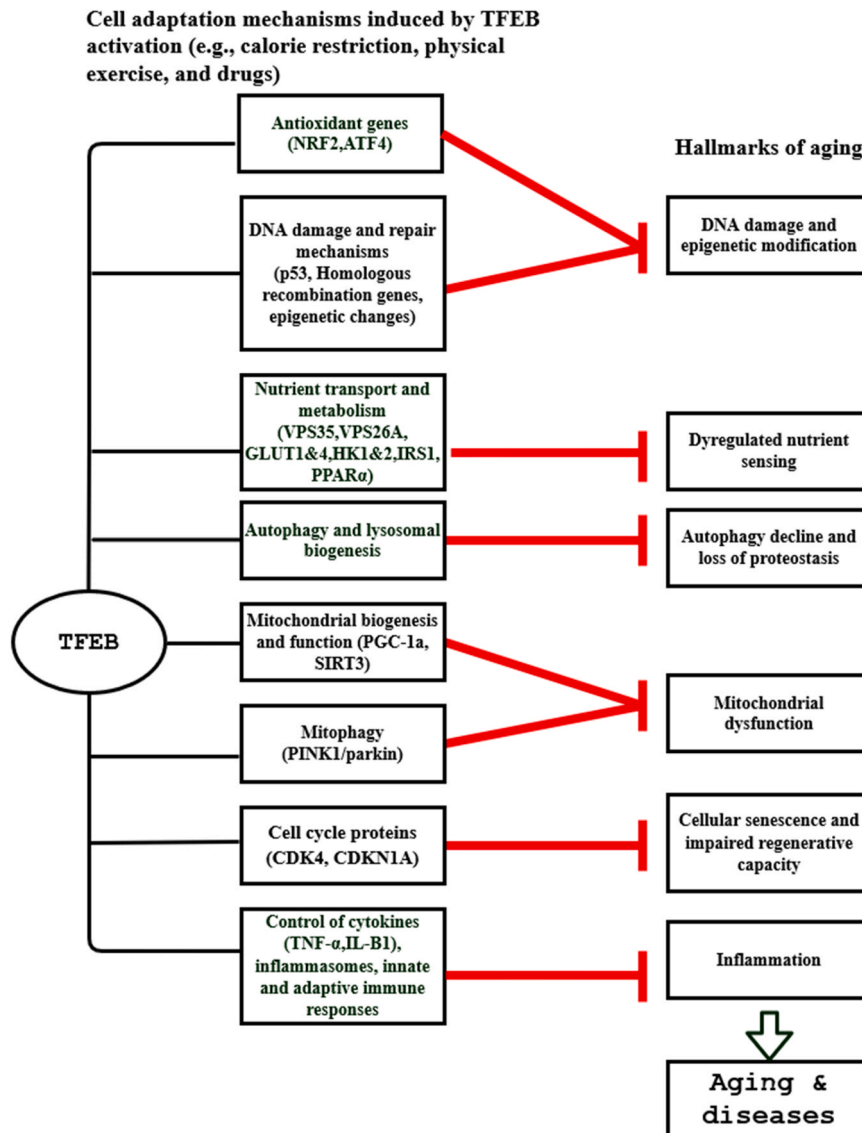 Cell adaptation mechanisms induced by TFEB
activation (e.g., calorie restriction, physical
exercise, and drugs)
Antioxidant genes
(NRF2,ATF4)
Hallmarks of aging
DNA damage and repair
mechanisms
(p53, Homologous
recombination genes,
epigenetic changes)
DNA damage and
epigenetic modification
Nutrient transport and
metabolism
(VPS35,VPS26A,
GLUT1&4,HK1&2,IRS1,
PPARα)
Dyregulated nutrient
sensing
Autophagy and lysosomal
biogenesis
Autophagy decline and
loss of proteostasis
TFEB
Mitochondrial biogenesis
and function (PGC-1a,
SIRT3)
Mitophagy
(PINK1/parkin)
Mitochondrial
dysfunction
Cell cycle proteins
(CDK4, CDKN1A)
Cellular senescence and
impaired regenerative
capacity
Control of cytokines
(TNF-α,IL-B1),
inflammasomes, innate
and adaptive immune
responses
Inflammation
Aging &
diseases